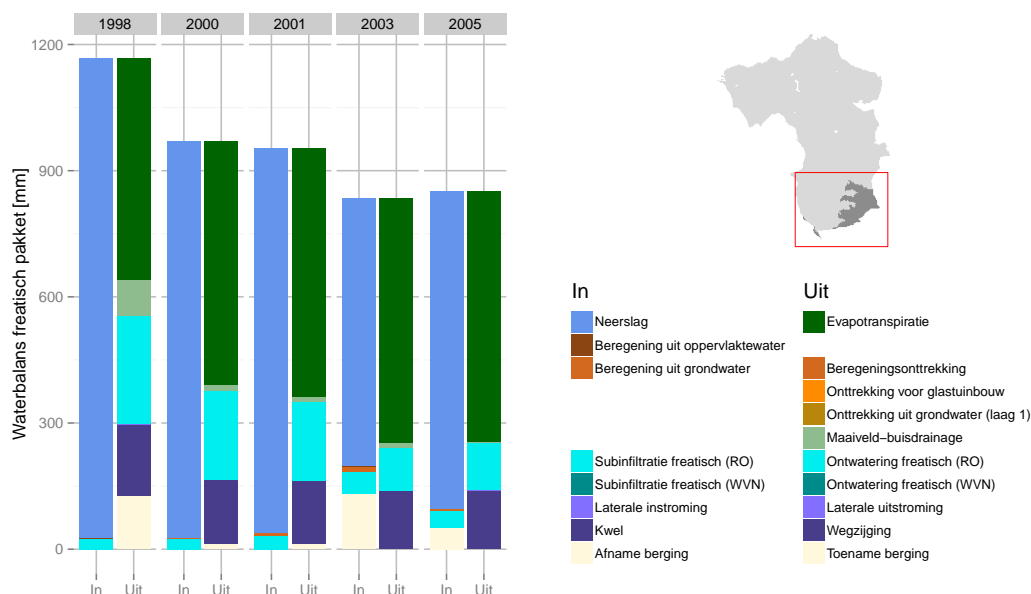 1998 2000 2001 2003 2005
Waterbalans freatisch pakket [mm]
1200
900
600
300
0
In Uit In Uit In Uit In Uit In Uit
In
Neerslag
Beregening uit oppervlaktewater
Beregening uit grondwater
Subinfiltratie freatisch (RO)
Subinfiltratie freatisch (WVN)
Laterale instroming
Kwel
Afname berging
Uit
Evapotranspiratie
Beregeningsonttrekking
Onttrekking voor glastuinbouw
Onttrekking uit grondwater (laag 1)
Maaiveld−buisdrainage
Ontwatering freatisch (RO)
Ontwatering freatisch (WVN)
Laterale uitstroming
Wegzijging
Toename berging